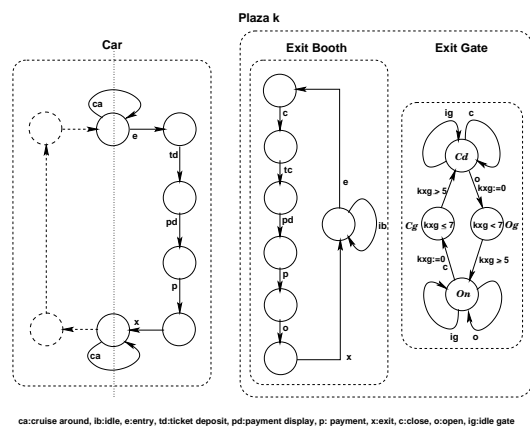 Plaza k
Car
Exit Booth
Exit Gate
ca
e
td
pd
p
x
ca
c
tc
pd
p
o
x
e
ib
ig
c
Cd
o
kxg:=0
kxg ⩾ 5
Cg
kxg ≤ 7
kxg < 7
Og
kxg:=0
c
kxg ⩾ 5
On
ig
o
ca:cruise around, ib:idle, e:entry, td:ticket deposit, pd:payment display, p: payment, x:exit, c:close, o:open, ig:idle gate